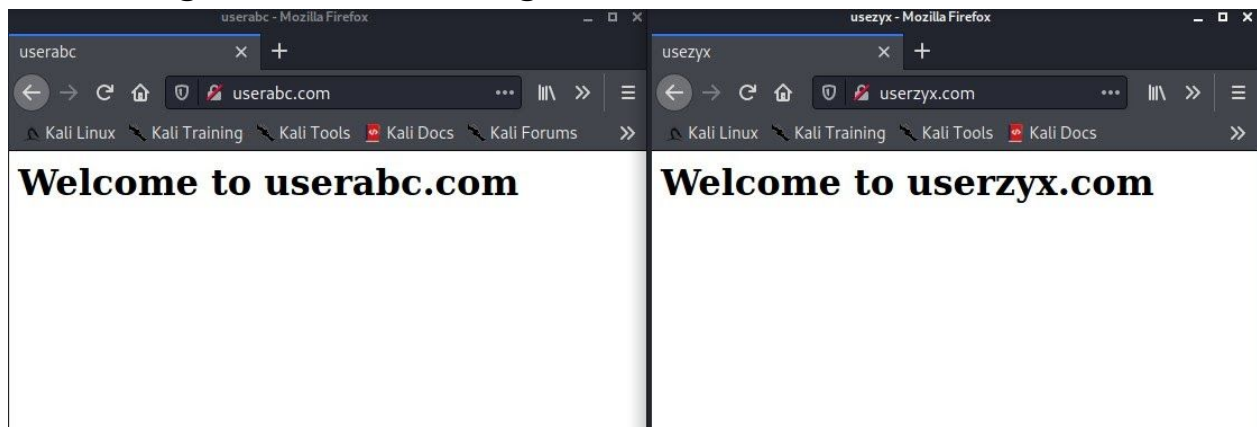 userabc - Mozilla Firefox
userabc
userabc.com
Kali Linux Kali Training Kali Tools Kali Docs Kali Forums
Welcome to userabc.com
usezyx - Mozilla Firefox
usezyx
userzyx.com
Kali Linux Kali Training Kali Tools Kali Docs
Welcome to userzyx.com